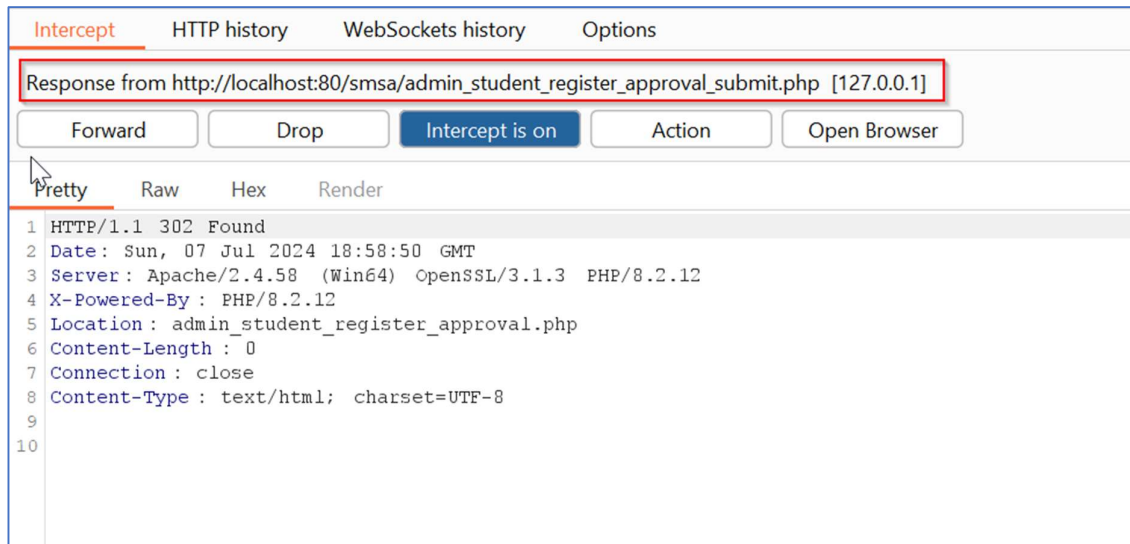 Intercept HTTP history WebSockets history Options
Response from http://localhost:80/smsa/admin_student_register_approval_submit.php [127.0.0.1]
Forward Drop Intercept is on Action Open Browser
Pretty Raw Hex Render
1 HTTP/1.1 302 Found
2 Date: Sun, 07 Jul 2024 18:58:50 GMT
3 Server: Apache/2.4.58 (Win64) OpenSSL/3.1.3 PHP/8.2.12
4 X-Powered-By: PHP/8.2.12
5 Location: admin_student_register_approval.php
6 Content-Length: 0
7 Connection: close
8 Content-Type: text/html; charset=UTF-8
9
10